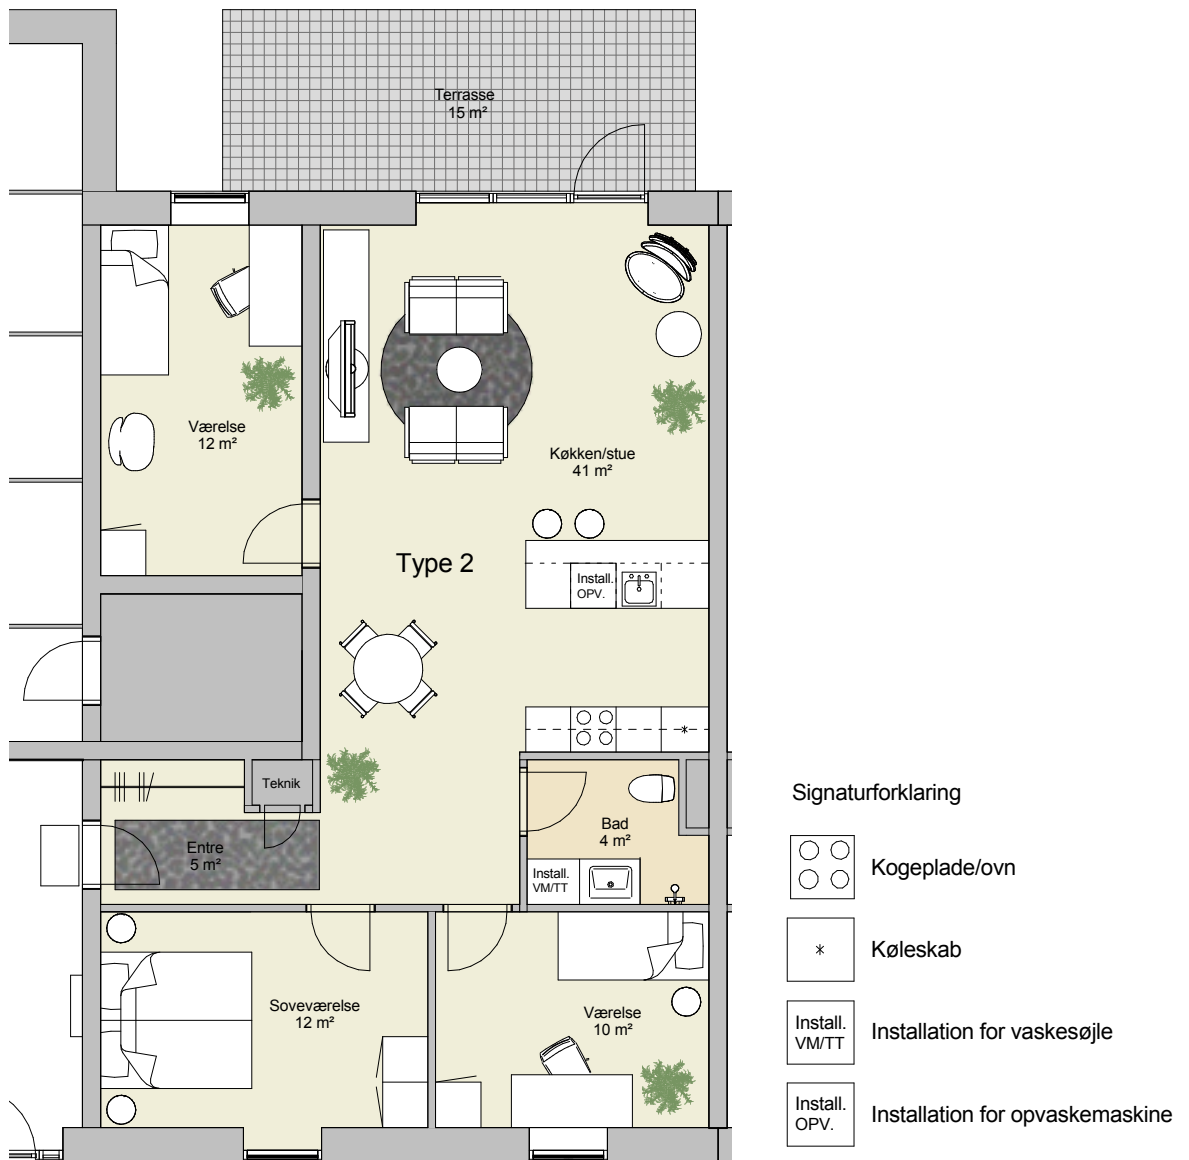 Terrasse
15 m²
Værelse
12 m²
Køkken/stue
41 m²
Type 2
Install.
OPV.
Teknik
Entre
5 m²
Bad
4 m²
Install.
VM/TT
Soveværelse
12 m²
Værelse
10 m²
Signaturforklaring
Kogeplade/ovn
Køleskab
Install.
VM/TT
Installation for vaskesøjle
Install.
OPV.
Installation for opvaskemaskine